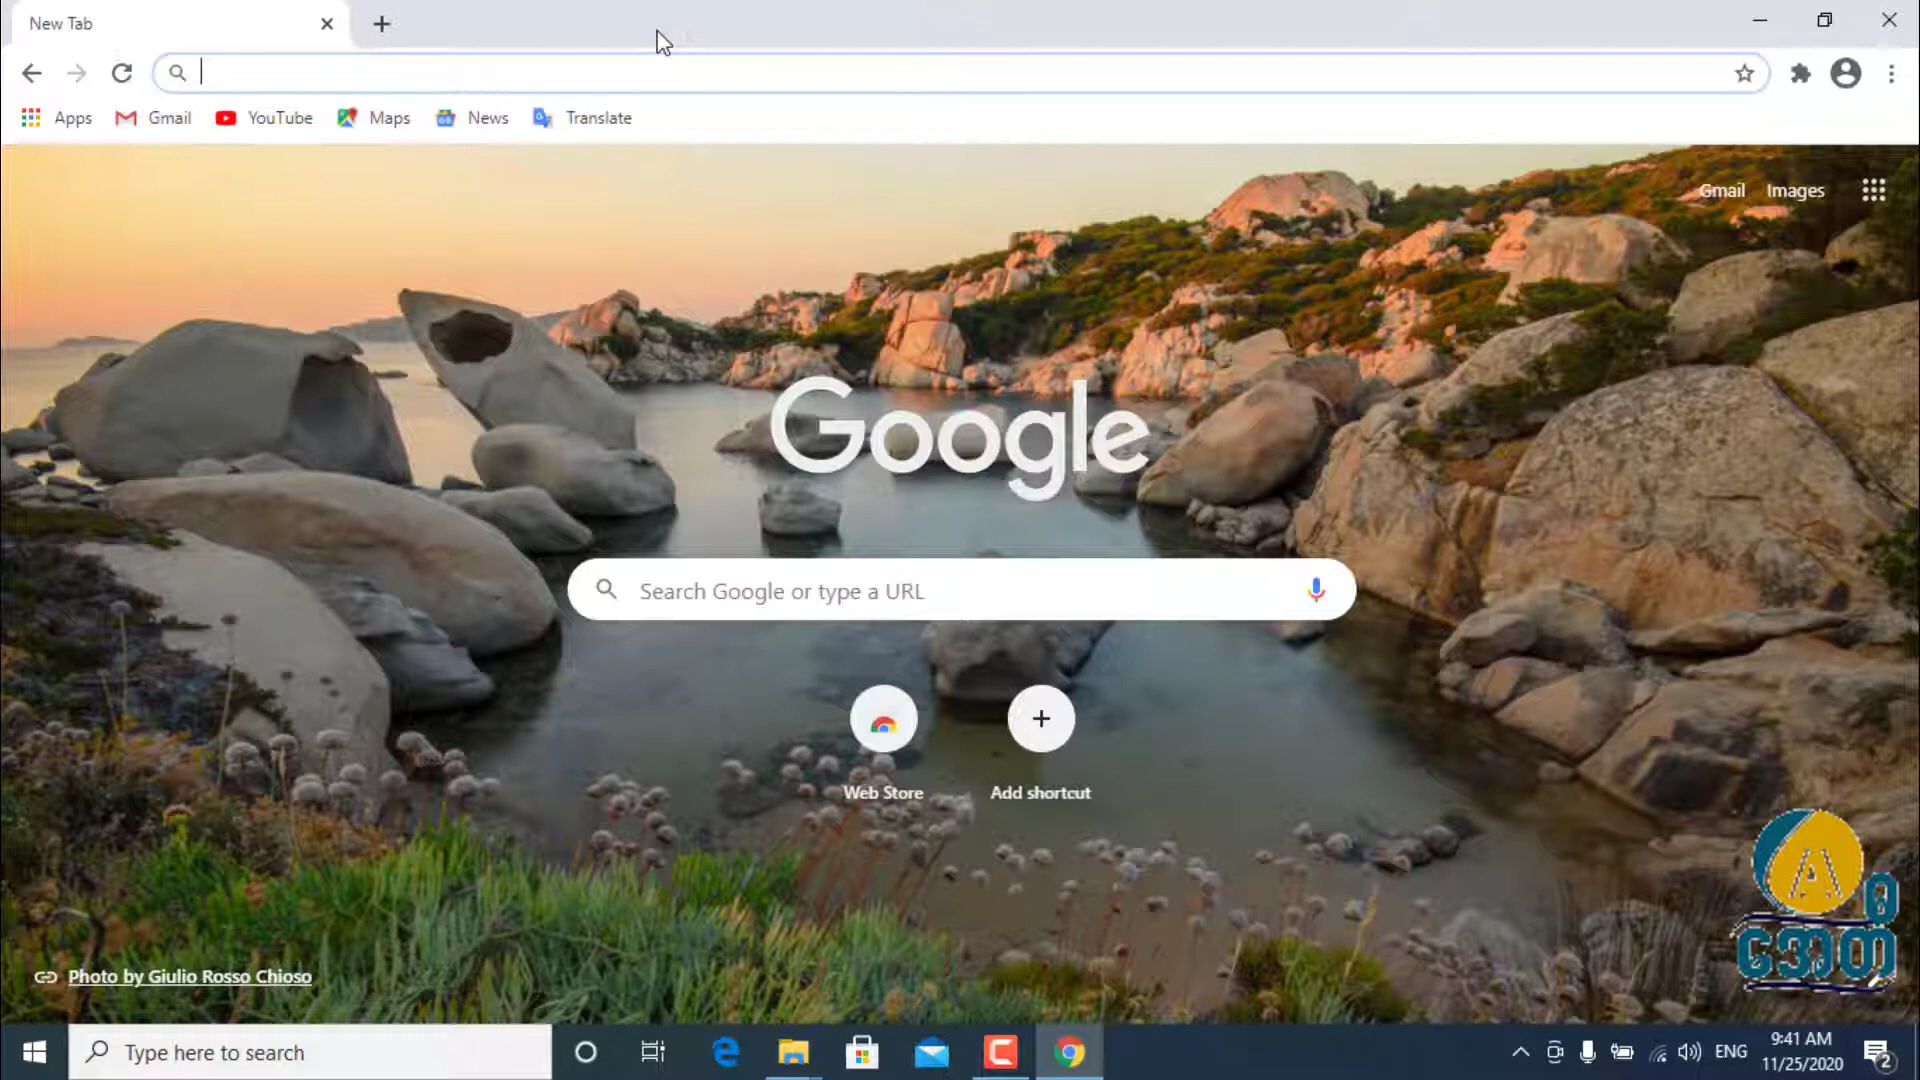 New Tab
Apps
Gmail
YouTube
Maps
News
Translate
Gmail
Images
Google
Search Google or type a URL
Web Store
Add shortcut
Photo by Giulio Rosso Chioso
A
Type here to search
ENG
9:41 AM
11/25/2020
2